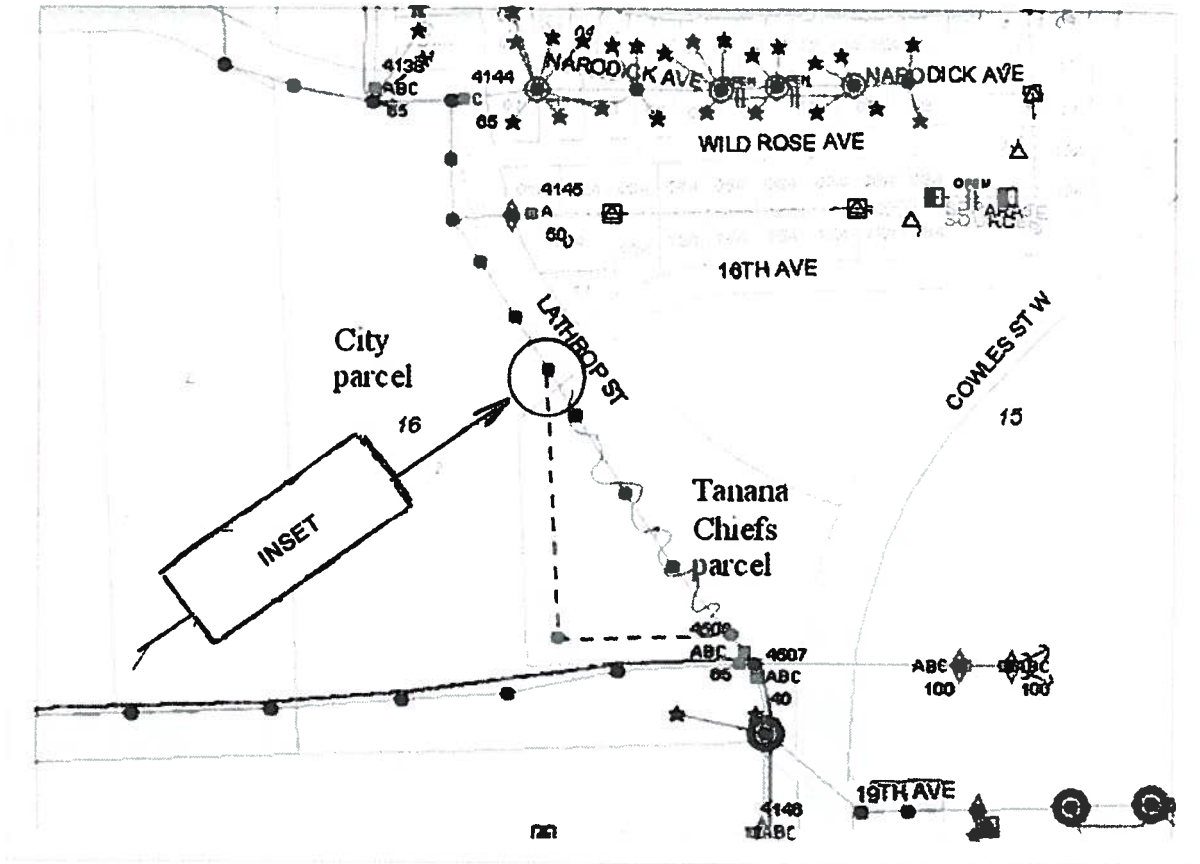 4138
ABC
65
4144
C
65
NARODICK AVE
NARODICK AVE
WILD ROSE AVE
4145
A
60
OPEN
16TH AVE
LATHROP ST
COWLES ST W
City
parcel
16
15
INSET
Tanana
Chiefs
parcel
4606
ABC
65
4607
ABC
40
ABC
100
100
19TH AVE
4146
ABC